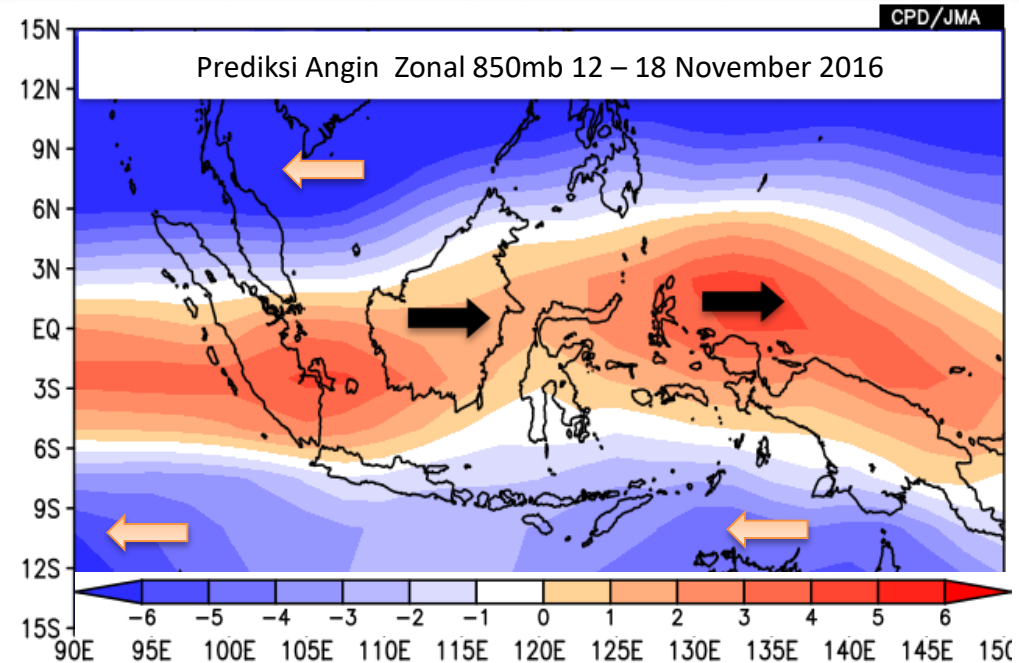 CPD/JMA
15N
Prediksi Angin Zonal 850mb 12 – 18 November 2016
12N
9N
6N
3N
EQ
3S
6S
9S
12S
-6 -5 -4 -3 -2 -1 0 1 2 3 4 5 6
15S
90E 95E 100E 105E 110E 115E 120E 125E 130E 135E 140E 145E